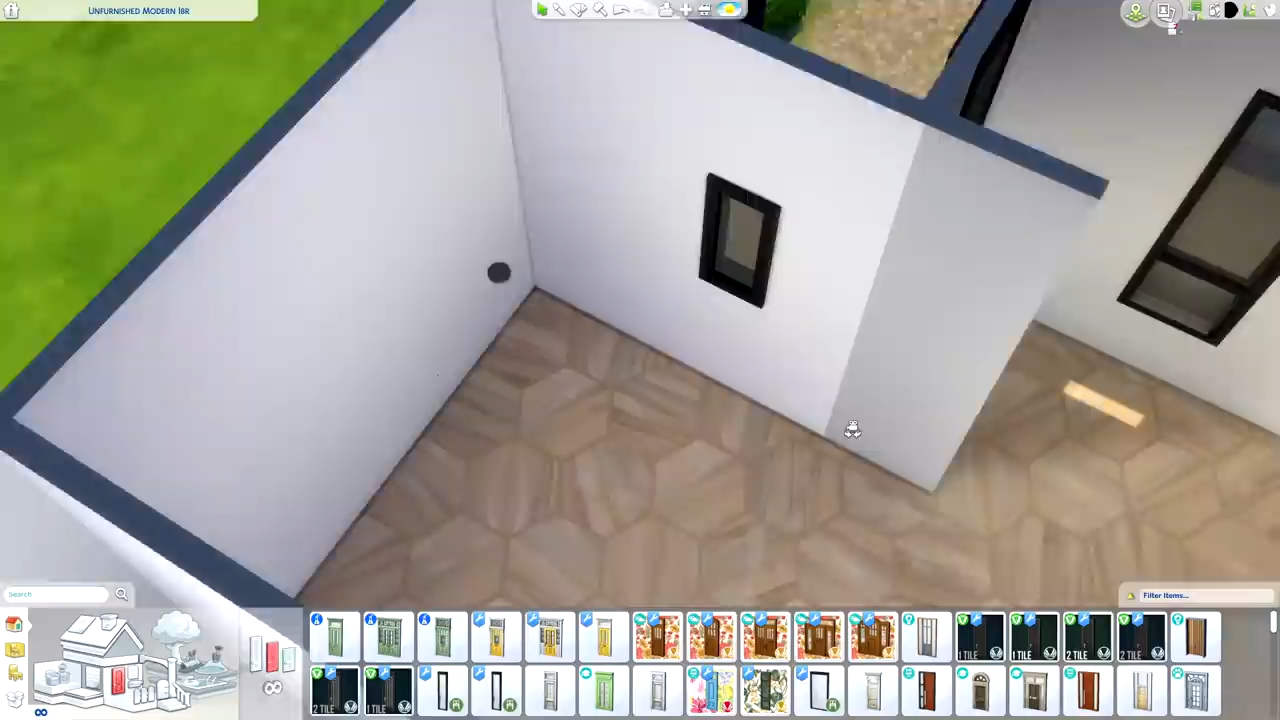 UNFURNISHED MODERN 1BR
Search
Filter Items...
1 TILE
1 TILE
2 TILE
2 TILE
2 TILE
1 TILE